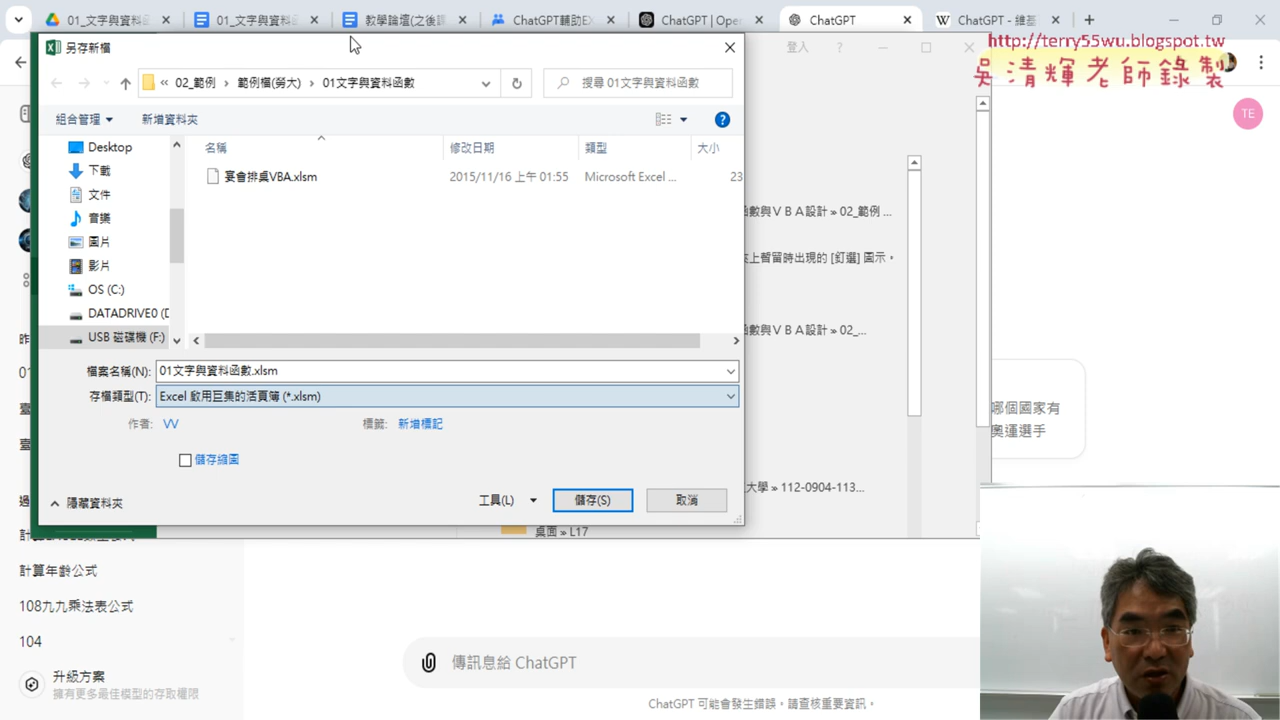 01_文字與資料
01_文字與資料函
教學論壇(之後課
ChatGPT輔助EX
ChatGPT | Oper
ChatGPT
ChatGPT - 維基
http://terry55wu.blogspot.tw
吳清輝老師錄製
另存新檔
登入
02_範例 › 範例檔(勞大) › 01文字與資料函數
搜尋 01文字與資料函數
TE
組合管理
新增資料夾
名稱
修改日期
類型
大小
Desktop
下載
文件
音樂
圖片
影片
OS (C:)
DATADRIVE0 (D
USB 磁碟機 (F:)
宴會排桌VBA.xlsm
2015/11/16 上午 01:55
Microsoft Excel ...
23
函數與ＶＢＡ設計 » 02_範例 ...
夾上暫留時出現的 [釘選] 圖示。
函數與ＶＢＡ設計 » 02_...
檔案名稱(N):
01文字與資料函數.xlsm
存檔類型(T):
Excel 啟用巨集的活頁簿 (*.xlsm)
作者:
VV
標籤:
新增標記
儲存縮圖
哪個國家有
奧運選手
大學 » 112-0904-113...
隱藏資料夾
工具(L)
儲存(S)
取消
桌面 » L17
計算年齡公式
108九九乘法表公式
104
升級方案
擁有更多最佳模型的存取權限
傳訊息給 ChatGPT
ChatGPT 可能會發生錯誤。請查核重要資訊。